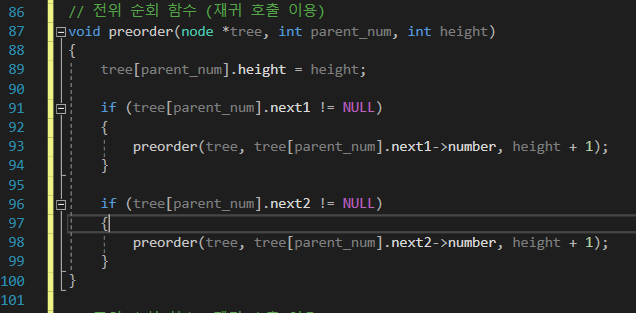 86 // 전위 순회 함수 (재귀 호출 이용)
87 void preorder(node *tree, int parent_num, int height)
88 {
89 tree[parent_num].height = height;
90
91 if (tree[parent_num].next1 != NULL)
92 {
93 preorder(tree, tree[parent_num].next1->number, height + 1);
94 }
95
96 if (tree[parent_num].next2 != NULL)
97 {
98 preorder(tree, tree[parent_num].next2->number, height + 1);
99 }
100 }
101